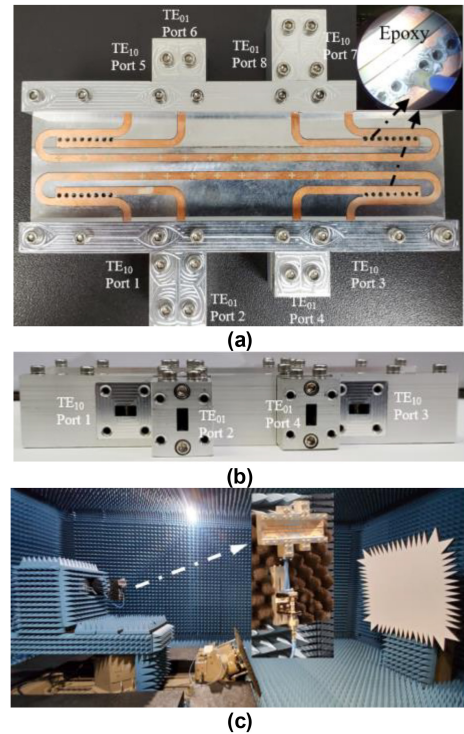 TE01
Port 6
TE01
Port 8
TE10
Port 5
TE10
Port 7
Epoxy
TE10
Port 1
TE01
Port 2
TE01
Port 4
TE10
Port 3
(a)
TE10
Port 1
TE01
Port 2
TE01
Port 4
TE10
Port 3
(b)
(c)